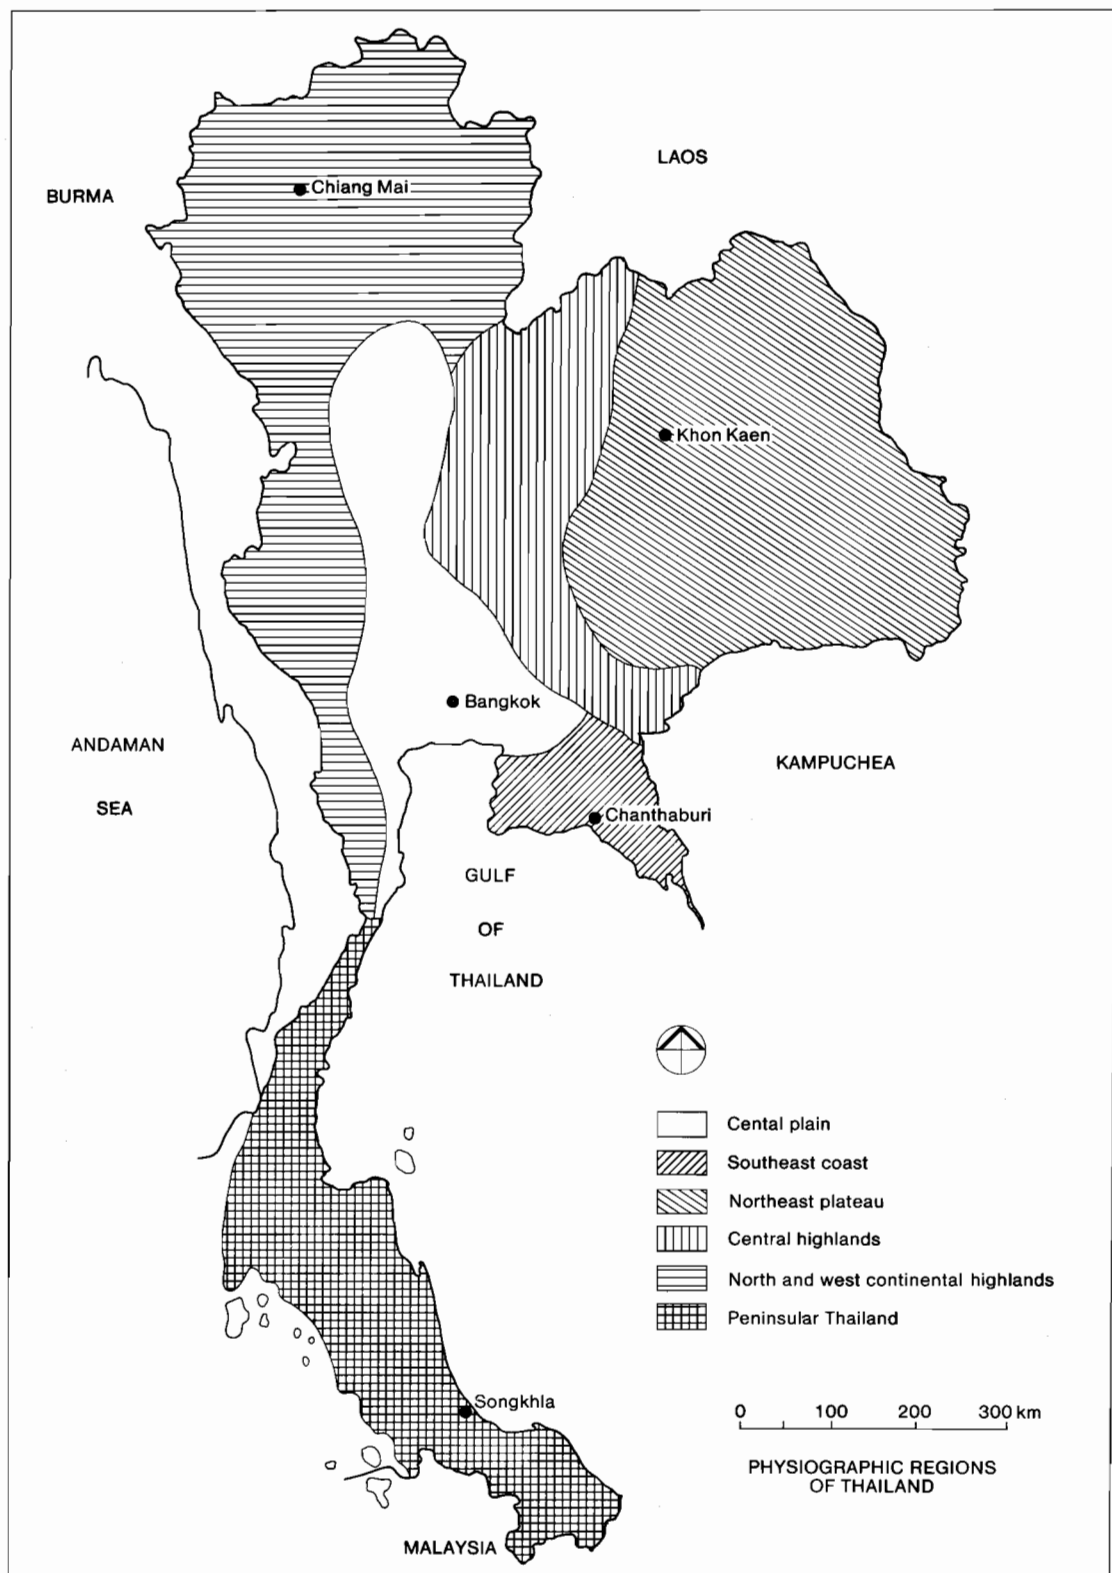 LAOS
BURMA
Chiang Mai
Khon Kaen
Bangkok
ANDAMAN
SEA
KAMPUCHEA
Chanthaburi
GULF
OF
THAILAND
Cental plain
Southeast coast
Northeast plateau
Central highlands
North and west continental highlands
Peninsular Thailand
Songkhla
0 100 200 300 km
PHYSIOGRAPHIC REGIONS
OF THAILAND
MALAYSIA